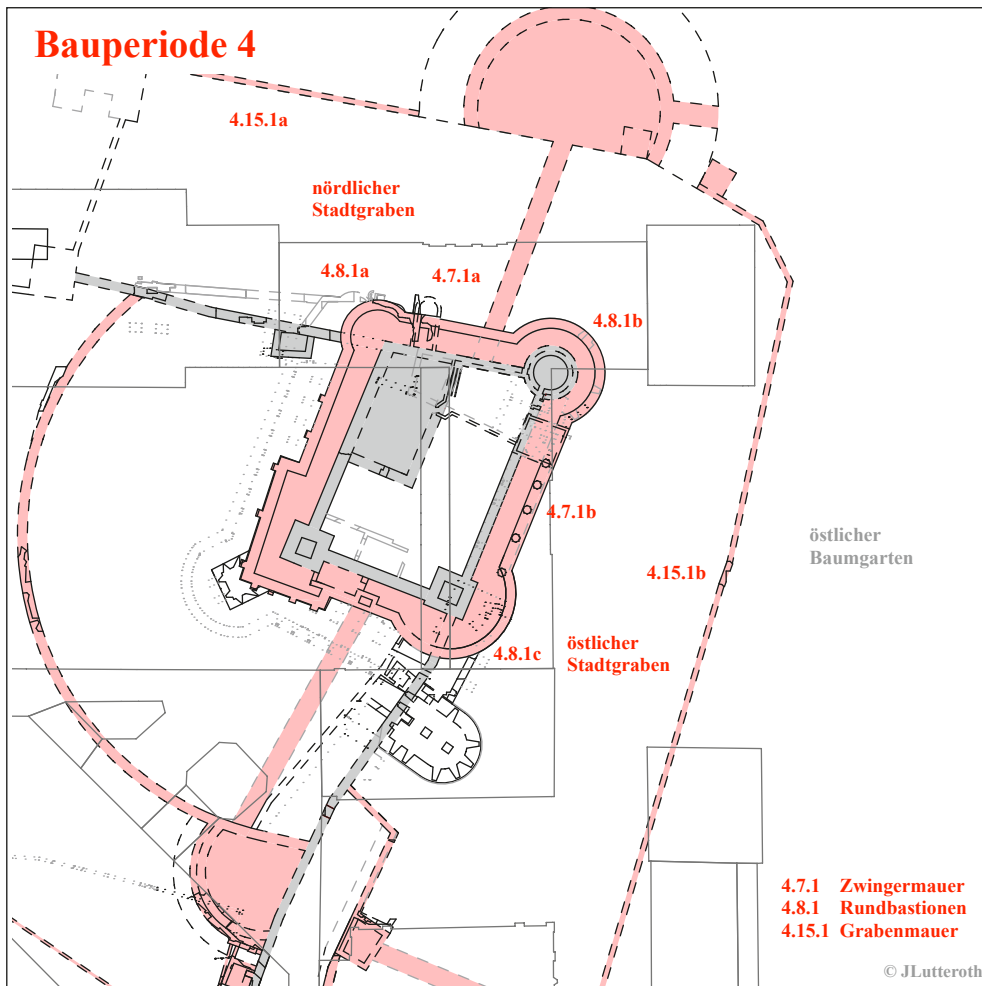 Bauperiode 4
4.15.1a
nördlicher
Stadtgraben
4.8.1a
4.7.1a
4.8.1b
4.7.1b
östlicher
Baumgarten
4.15.1b
4.8.1c
östlicher
Stadtgraben
4.7.1 Zwingermauer
4.8.1 Rundbastionen
4.15.1 Grabenmauer
© JLutteroth